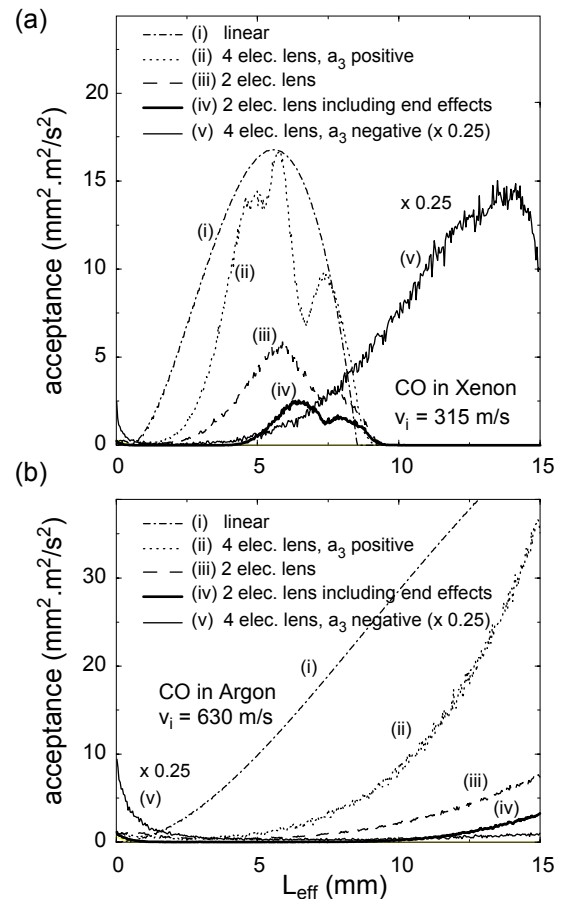 (a)
(i) linear
(ii) 4 elec. lens, a₃ positive
(iii) 2 elec. lens
(iv) 2 elec. lens including end effects
(v) 4 elec. lens, a₃ negative (x 0.25)
acceptance (mm².m²/s²)
20
15
10
5
0
x 0.25
(i)
(v)
(ii)
(iii)
(iv)
CO in Xenon
vᵢ = 315 m/s
0 5 10 15
(b)
(i) linear
(ii) 4 elec. lens, a₃ positive
(iii) 2 elec. lens
(iv) 2 elec. lens including end effects
(v) 4 elec. lens, a₃ negative (x 0.25)
acceptance (mm².m²/s²)
30
20
10
0
(i)
CO in Argon
vᵢ = 630 m/s
(ii)
x 0.25
(v)
(iii)
(iv)
0 5 10 15
L_eff (mm)